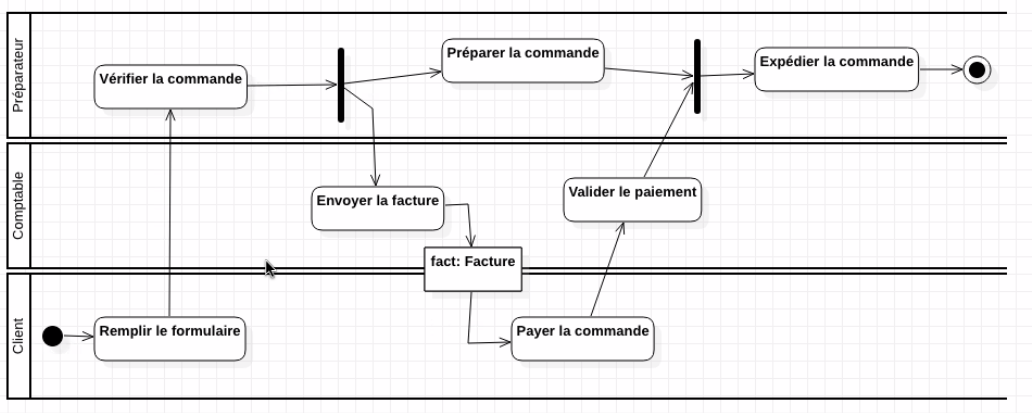 Préparateur
Vérifier la commande
Préparer la commande
Expédier la commande
Comptable
Envoyer la facture
Valider le paiement
fact: Facture
Client
Remplir le formulaire
Payer la commande